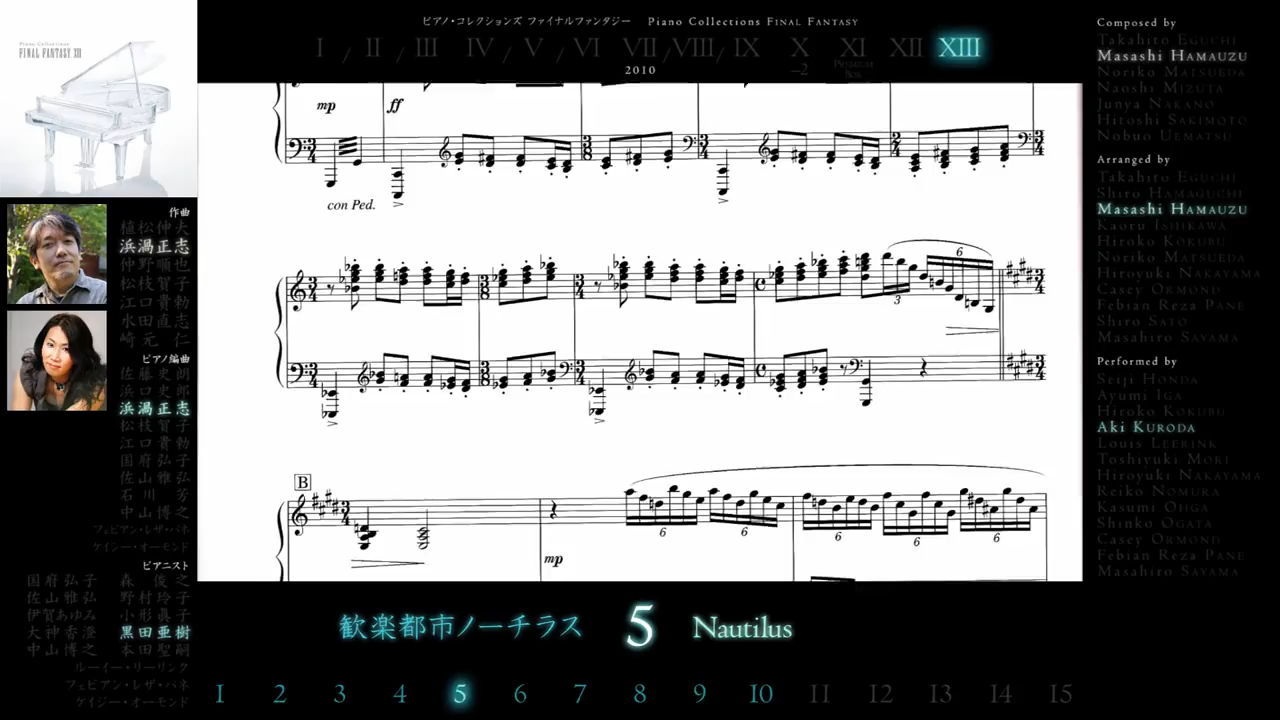 ピアノ・コレクションズ ファイナルファンタジー Piano Collections FINAL FANTASY
I / II / III / IV / V / VI / VII / VIII / IX X XI XII XIII
-2 PREMIUM BOX
2010
Piano Collections
FINAL FANTASY XIII
作曲
植松伸夫
浜渦正志
仲野順也
松枝賀子
江口貴勅
水田直志
崎元 仁
ピアノ編曲
佐藤史朗
浜口史郎
浜渦正志
松枝賀子
江口貴勅
国府弘子
佐山雅弘
石川 芳
中山博之
フェビアン・レザ・パネ
ケイシー・オーモンド
ピアニスト
国府弘子 森 俊之
佐山雅弘 野村玲子
伊賀あゆみ 小形眞子
大神香澄 黒田亜樹
中山博之 本田聖嗣
ルーイー・リーリング
フェビアン・レザ・パネ
ケイジー・オーモンド
mp ff
con Ped.
6
3
B
6 6 6 6 6
mp
歓楽都市ノーチラス 5 Nautilus
1 2 3 4 5 6 7 8 9 10 11 12 13 14 15
Composed by
Takahito EGUCHI
Masashi HAMAUZU
Noriko MATSUEDA
Naoshi MIZUTA
Junya NAKANO
Hitoshi SAKIMOTO
Nobuo UEMATSU
Arranged by
Takahito EGUCHI
Shiro HAMAGUCHI
Masashi HAMAUZU
Kaoru ISHIKAWA
Hiroko KOKUBU
Noriko MATSUEDA
Hiroyuki NAKAYAMA
Casey ORMOND
Febian Reza PANE
Shiro SATO
Masahiro SAYAMA
Performed by
Seiji HONDA
Ayumi IGA
Hiroko KOKUBU
Aki KURODA
Louis LEERINK
Toshiyuki MORI
Hiroyuki NAKAYAMA
Reiko NOMURA
Kasumi OHGA
Shinko OGATA
Casey ORMOND
Febian Reza PANE
Masahiro SAYAMA